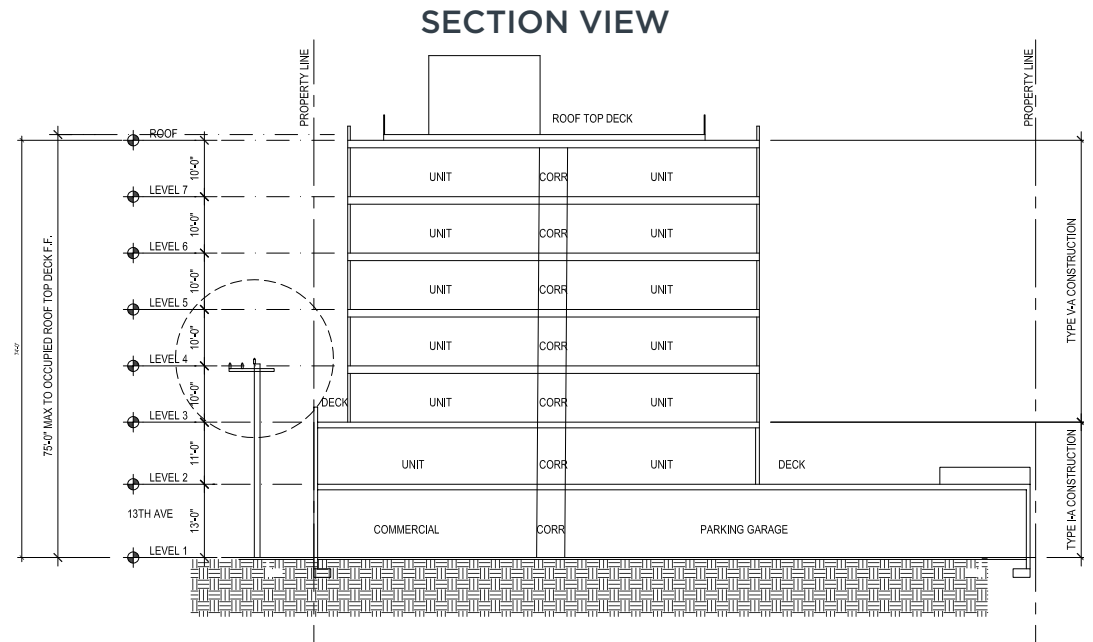 SECTION VIEW
PROPERTY LINE
PROPERTY LINE
ROOF TOP DECK
ROOF
10'-0"
UNIT
CORR
UNIT
LEVEL 7
10'-0"
UNIT
CORR
UNIT
LEVEL 6
10'-0"
UNIT
CORR
UNIT
LEVEL 5
10'-0"
UNIT
CORR
UNIT
LEVEL 4
10'-0"
DECK
UNIT
CORR
UNIT
LEVEL 3
11'-0"
UNIT
CORR
UNIT
DECK
LEVEL 2
13TH AVE
13'-0"
COMMERCIAL
CORR
PARKING GARAGE
LEVEL 1
74'-0"
75'-0" MAX TO OCCUPIED ROOF TOP DECK F.F.
TYPE V-A CONSTRUCTION
TYPE I-A CONSTRUCTION